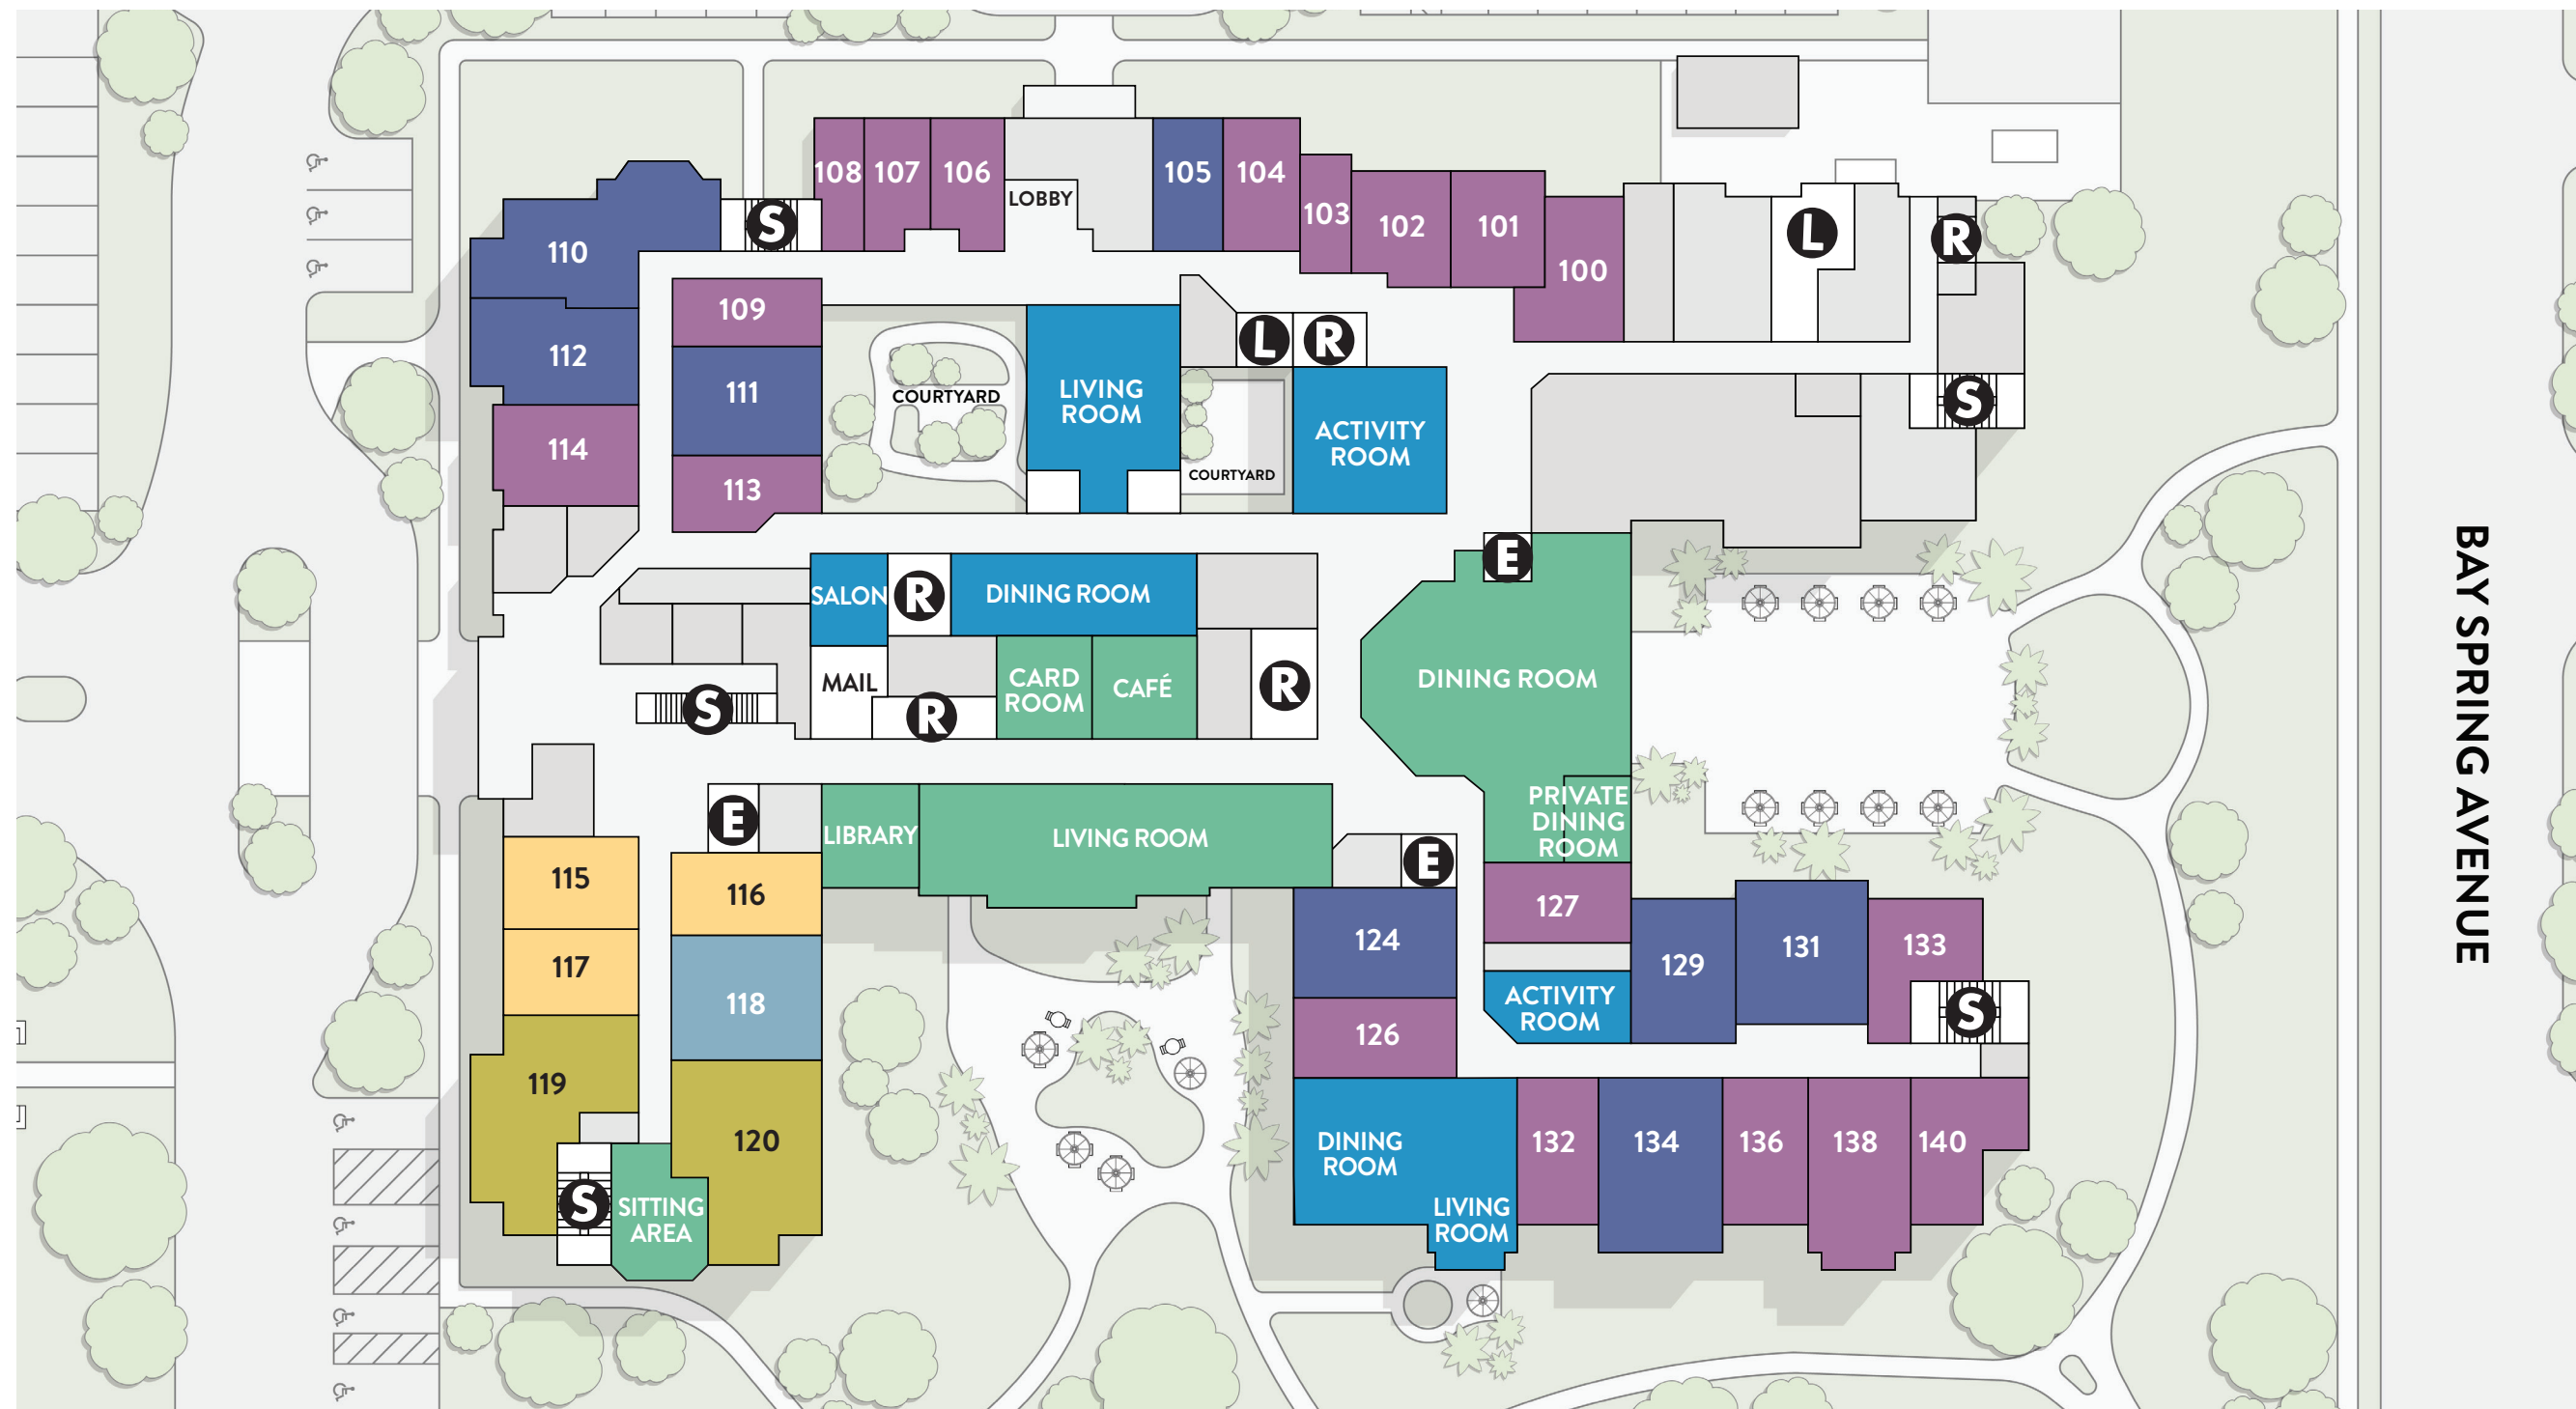 108
107
106
LOBBY
105
104
103
102
101
100
S
L
R
110
109
112
111
114
113
COURTYARD
LIVING
ROOM
L
R
COURTYARD
ACTIVITY
ROOM
S
SALON
R
DINING ROOM
E
MAIL
R
CARD
ROOM
CAFÉ
R
S
DINING ROOM
PRIVATE
DINING
ROOM
E
LIBRARY
LIVING ROOM
E
115
116
117
118
119
120
S
SITTING
AREA
124
126
127
ACTIVITY
ROOM
129
131
133
S
DINING
ROOM
LIVING
ROOM
132
134
136
138
140
BAY SPRING AVENUE